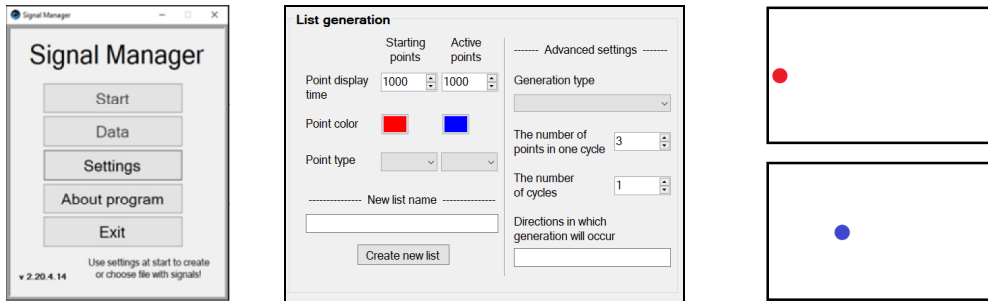 Signal Manager
Signal Manager
Start
Data
Settings
About program
Exit
Use settings at start to create
or choose file with signals!
v 2.20.4.14
List generation
Starting
points
Active
points
Point display
time
1000
1000
Point color
Point type
--------------- New list name ---------------
Create new list
------- Advanced settings -------
Generation type
The number of
points in one cycle
3
The number
of cycles
1
Directions in which
generation will occur